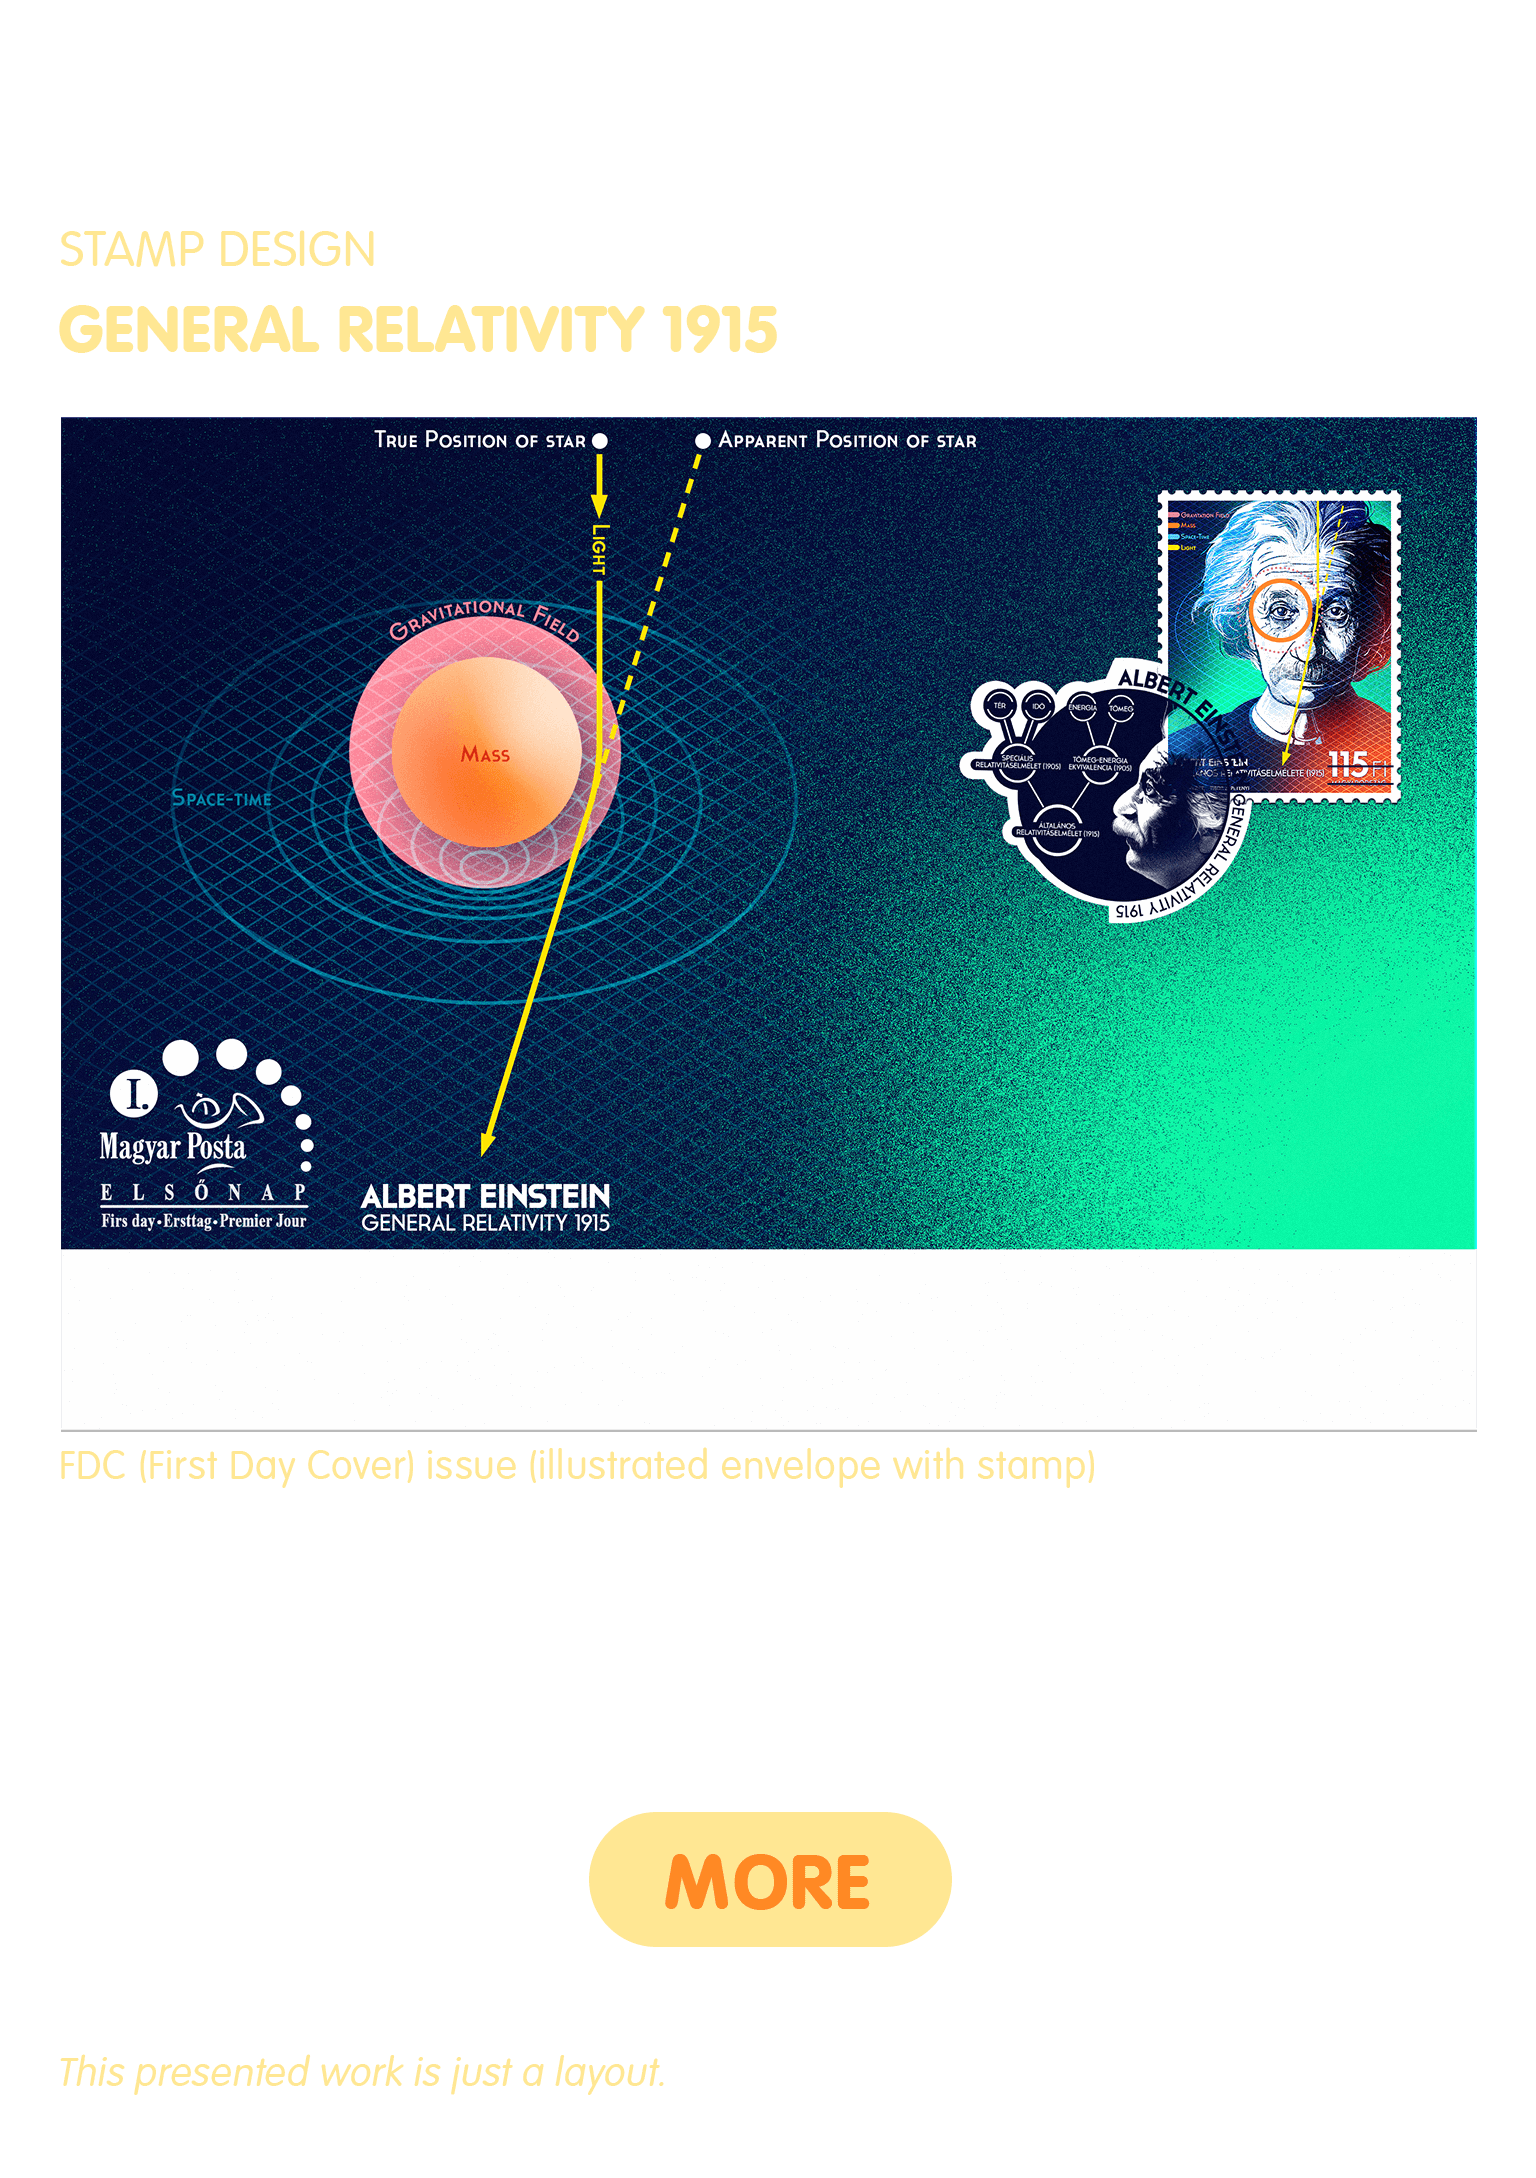 STAMP DESIGN
GENERAL RELATIVITY 1915
TRUE POSITION OF STAR
APPARENT POSITION OF STAR
LIGHT
GRAVITATIONAL FIELD
MASS
SPACE-TIME
GRAVITATION FIELD
MASS
SPACE-TIME
LIGHT
115 Ft
ALBERT EINSTEIN
GENERAL RELATIVITY 1915
TÉR
IDŐ
ENERGIA
TÖMEG
SPECIÁLIS
RELATIVITÁSELMÉLET (1905)
TÖMEG-ENERGIA
EKVIVALENCIA (1905)
ÁLTALÁNOS
RELATIVITÁSELMÉLET (1915)
I.
Magyar Posta
ELSŐNAP
Firs day•Ersttag•Premier Jour
ALBERT EINSTEIN
GENERAL RELATIVITY 1915
FDC (First Day Cover) issue (illustrated envelope with stamp)
MORE
This presented work is just a layout.